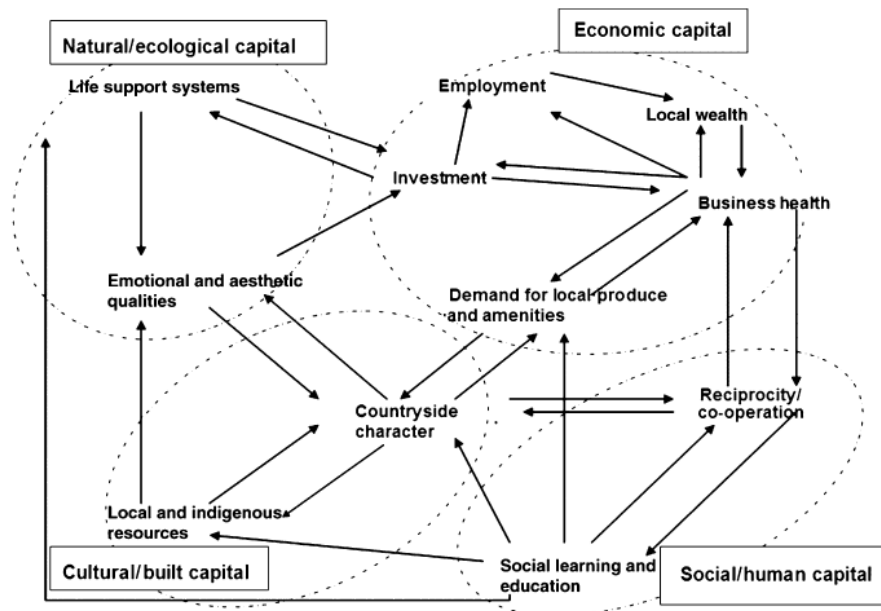 Natural/ecological capital
Economic capital
Life support systems
Employment
Local wealth
Investment
Business health
Emotional and aesthetic
qualities
Demand for local produce
and amenities
Countryside
character
Reciprocity/
co-operation
Local and indigenous
resources
Social learning and
education
Cultural/built capital
Social/human capital